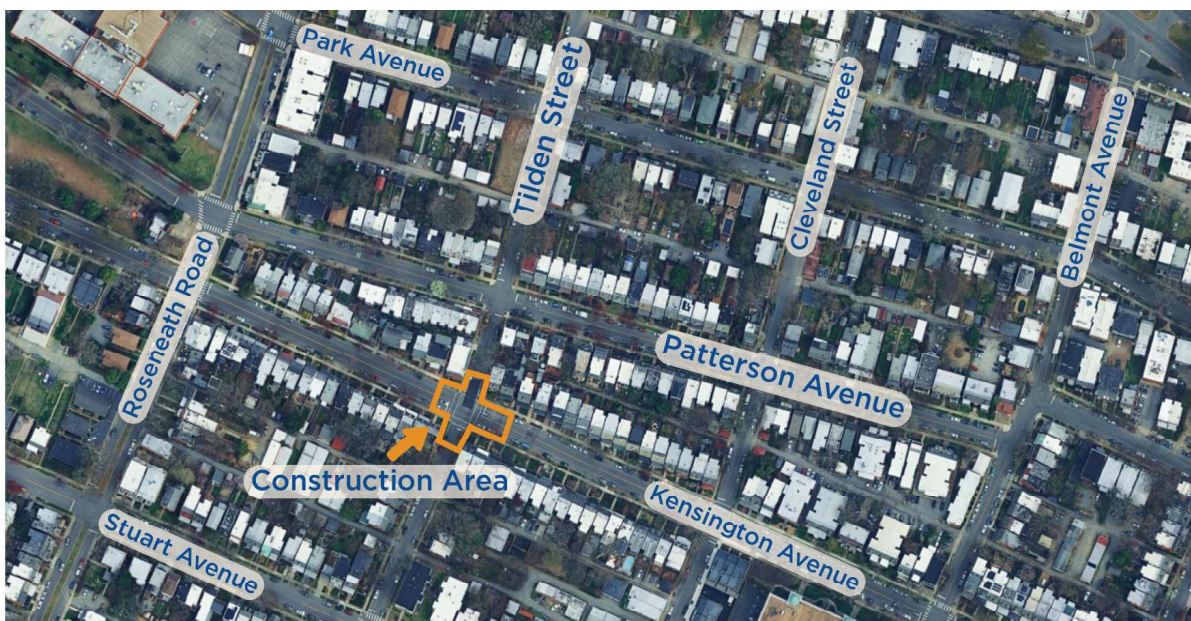 Park Avenue
Tilden Street
Cleveland Street
Belmont Avenue
Roseneath Road
Patterson Avenue
Construction Area
Kensington Avenue
Stuart Avenue